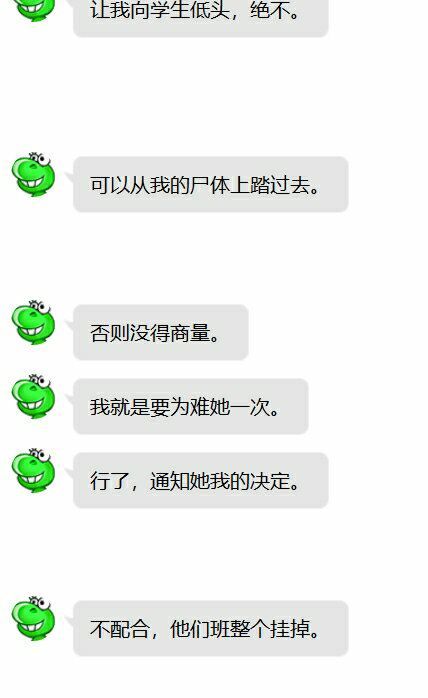 让我向学生低头，绝不。
可以从我的尸体上踏过去。
否则没得商量。
我就是要为难她一次。
行了，通知她我的决定。
不配合，他们班整个挂掉。